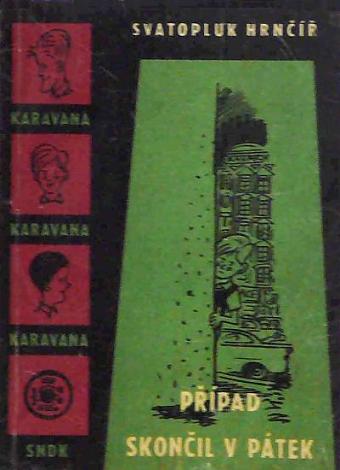 SVATOPLUK HRNČÍŘ
KARAVANA
KARAVANA
KARAVANA
SNDK
PŘÍPAD
SKONČIL V PÁTEK